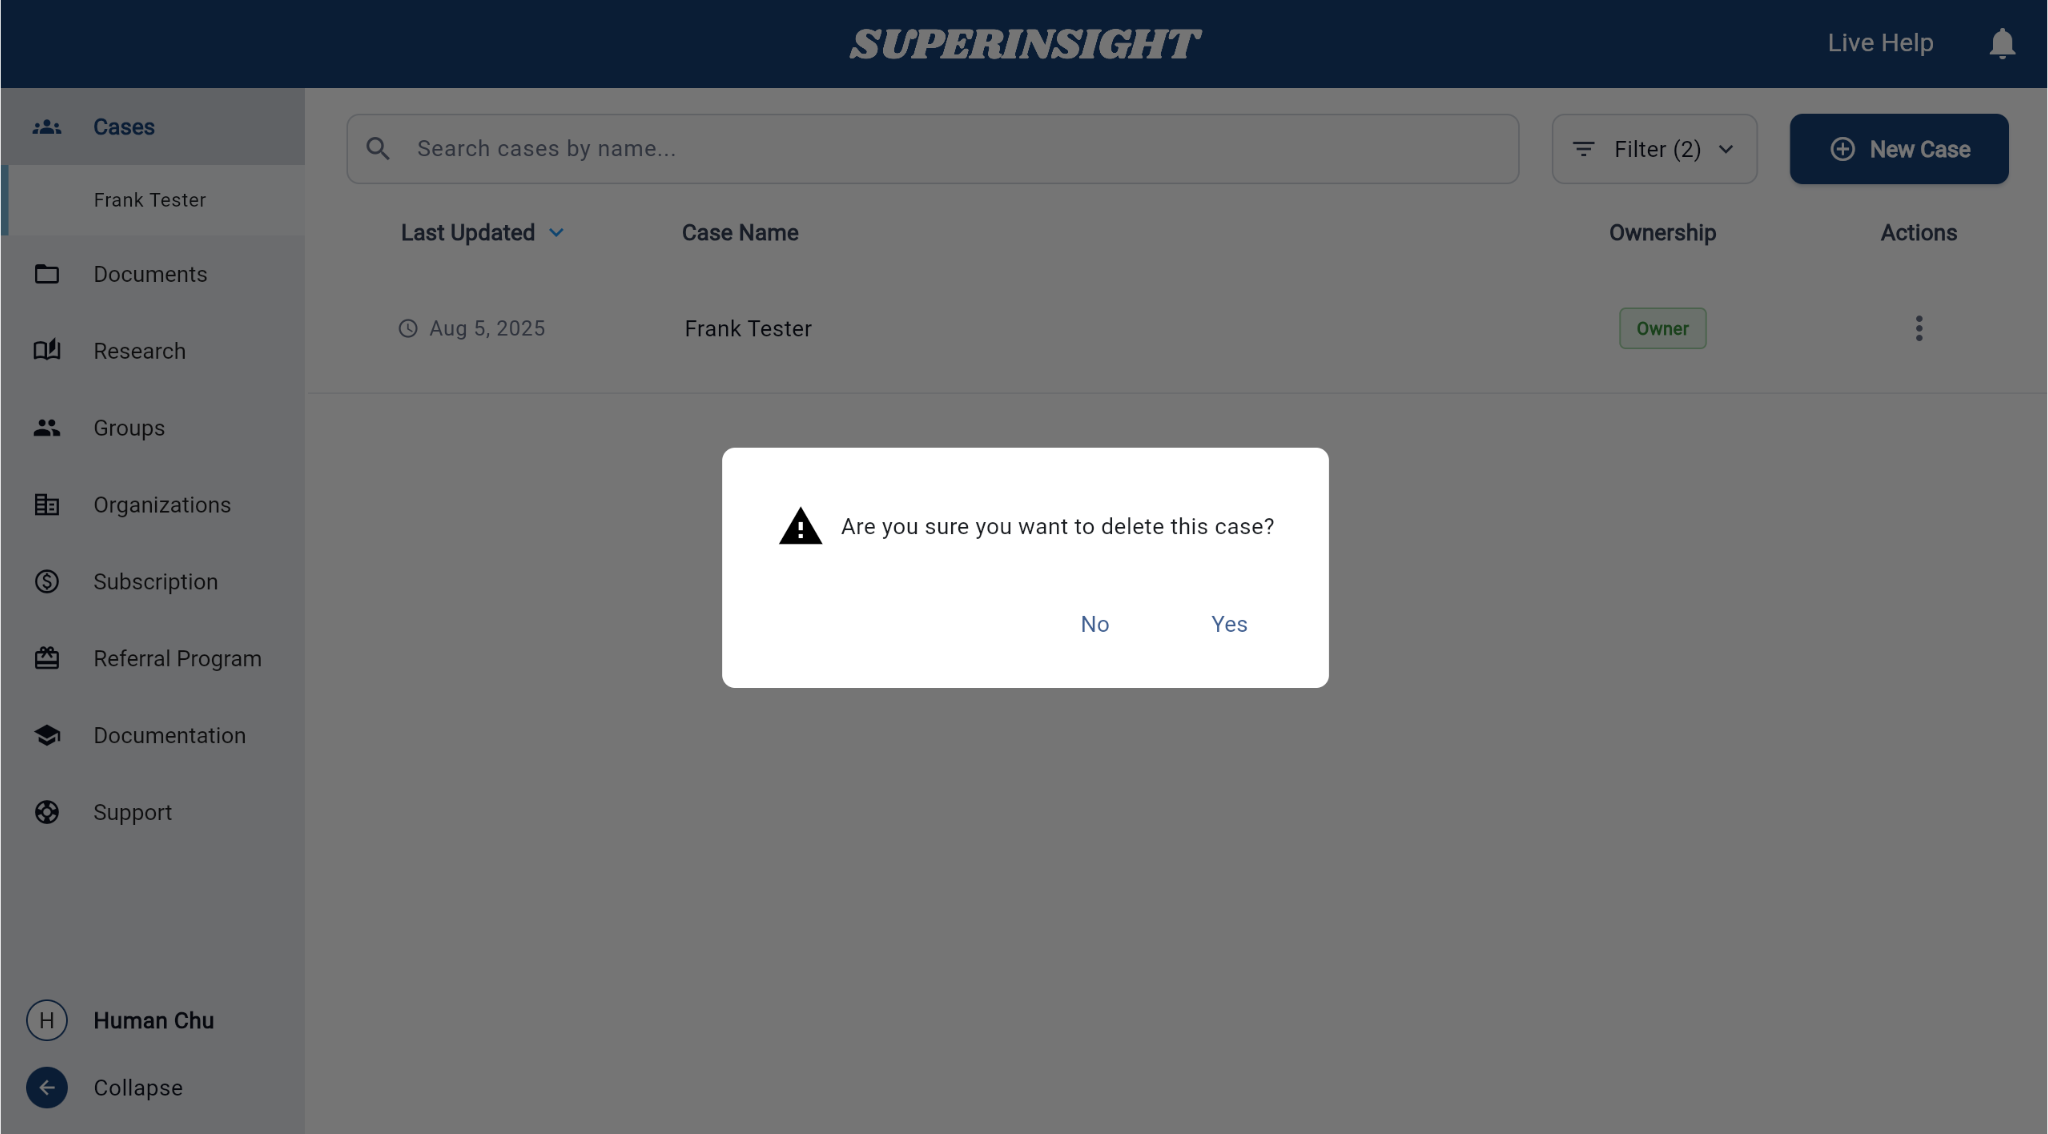 SUPERINSIGHT
Live Help
Cases
Frank Tester
Documents
Research
Groups
Organizations
Subscription
Referral Program
Documentation
Support
H
Human Chu
Collapse
Search cases by name...
Filter (2)
New Case
Last Updated Case Name Ownership Actions
Aug 5, 2025 Frank Tester Owner
Are you sure you want to delete this case?
No Yes